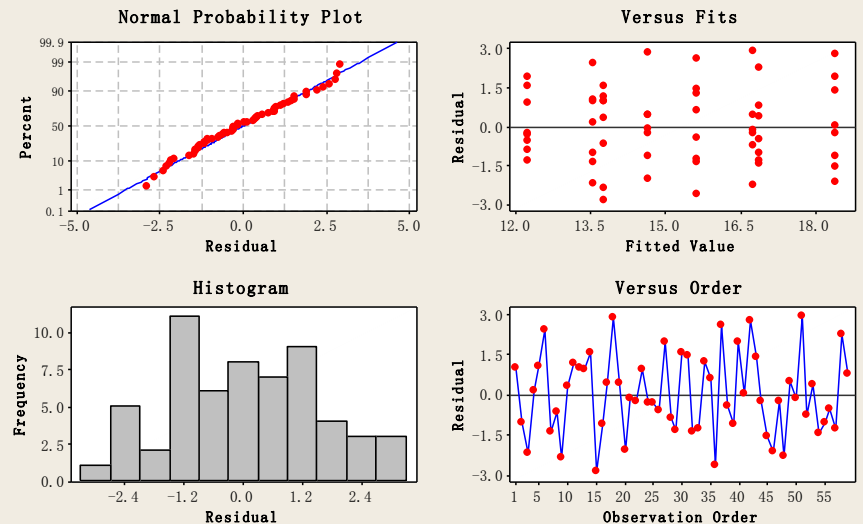 Normal Probability Plot
99.9
99
90
50
10
1
0.1
Percent
-5.0 -2.5 0.0 2.5 5.0
Residual
Versus Fits
3.0
1.5
0.0
-1.5
-3.0
Residual
12.0 13.5 15.0 16.5 18.0
Fitted Value
Histogram
10.0
7.5
5.0
2.5
0.0
Frequency
-2.4 -1.2 0.0 1.2 2.4
Residual
Versus Order
3.0
1.5
0.0
-1.5
-3.0
Residual
1 5 10 15 20 25 30 35 40 45 50 55
Observation Order